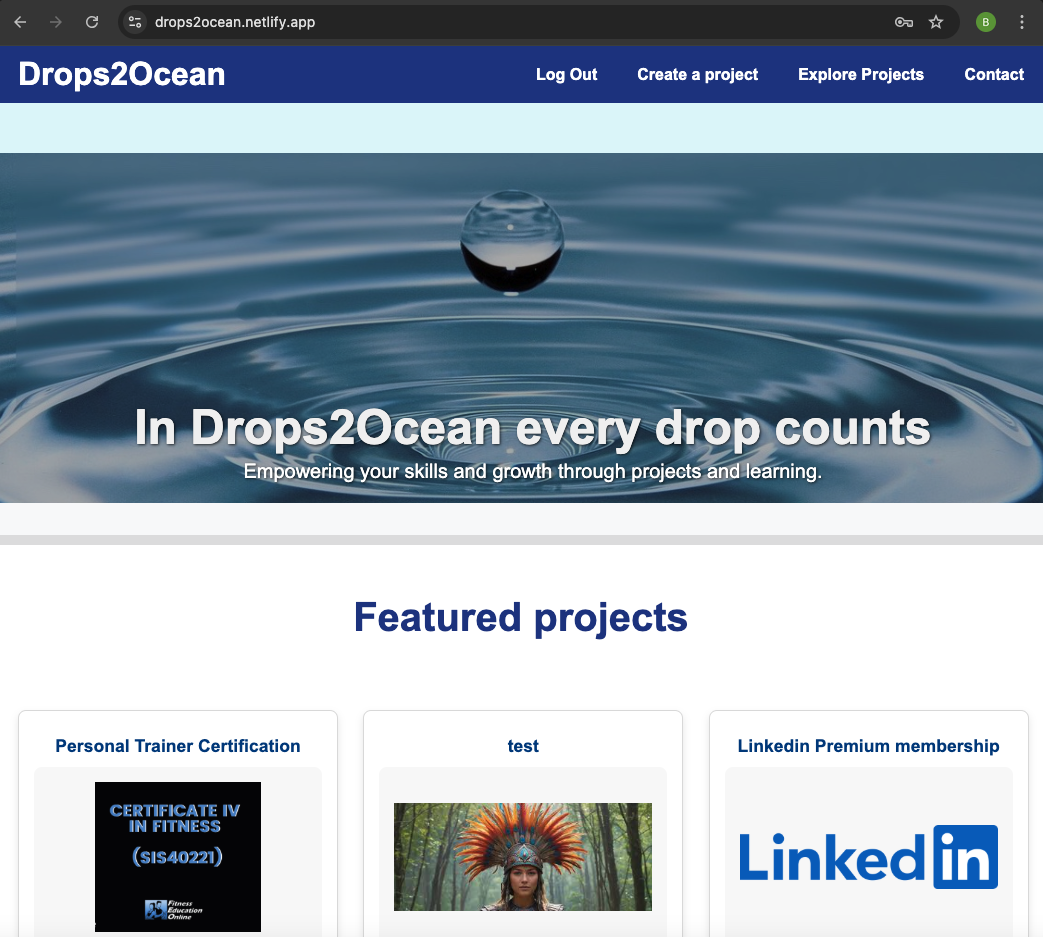 drops2ocean.netlify.app
B
Drops2Ocean
Log Out
Create a project
Explore Projects
Contact
In Drops2Ocean every drop counts
Empowering your skills and growth through projects and learning.
Featured projects
Personal Trainer Certification
CERTIFICATE IV
IN FITNESS
(SIS40221)
Fitness
Education
Online
test
Linkedin Premium membership
Linkedin